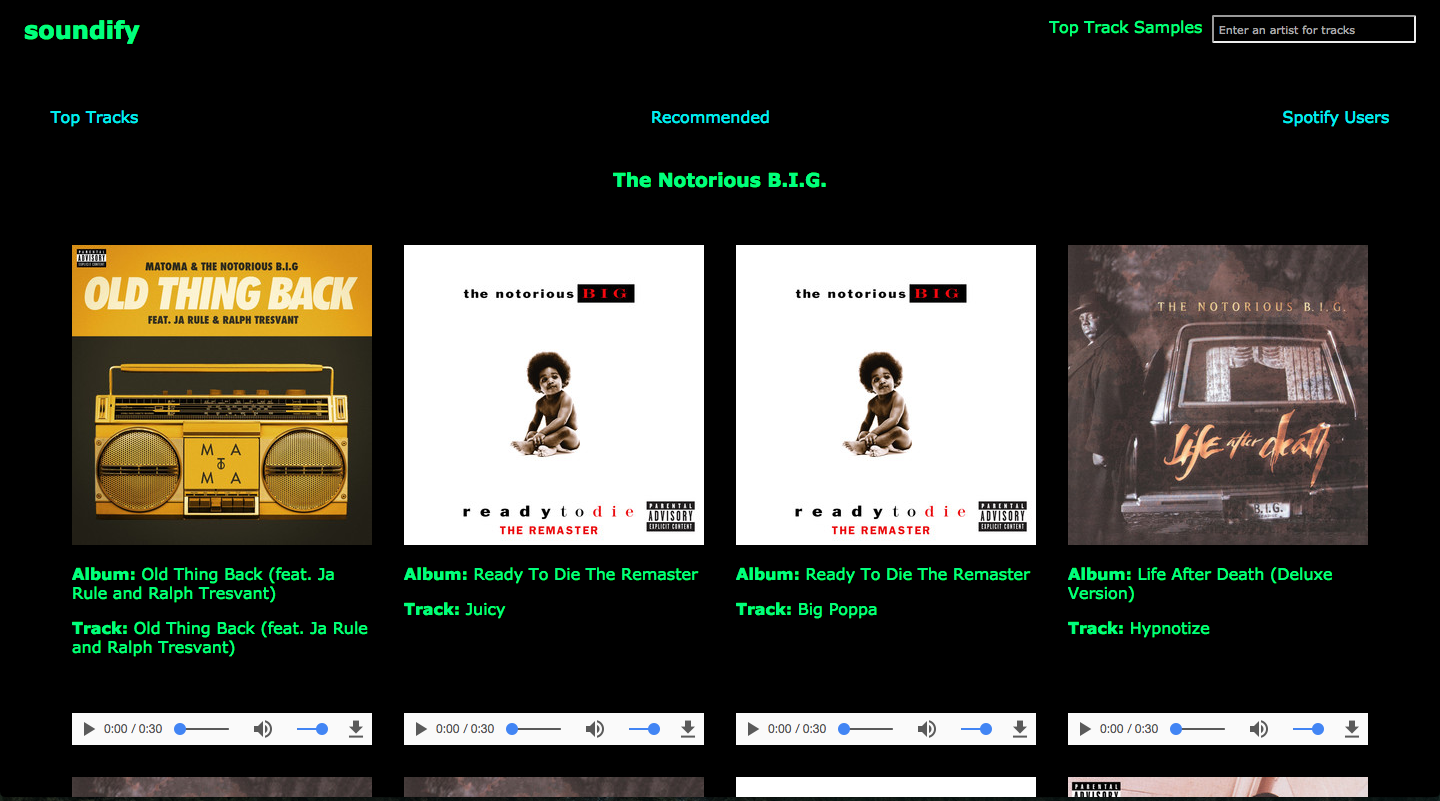 soundify
Top Track Samples
Enter an artist for tracks
Top Tracks
Recommended
Spotify Users
The Notorious B.I.G.
PARENTAL
ADVISORY
EXPLICIT CONTENT
MATOMA & THE NOTORIOUS B.I.G
OLD THING BACK
FEAT. JA RULE & RALPH TRESVANT
M A
T O
M A
the notorious BIG
ready to die
THE REMASTER
PARENTAL
ADVISORY
EXPLICIT CONTENT
the notorious BIG
ready to die
THE REMASTER
PARENTAL
ADVISORY
EXPLICIT CONTENT
THE NOTORIOUS B.I.G.
Life after death
B.I.G.
Album: Old Thing Back (feat. Ja
Rule and Ralph Tresvant)
Track: Old Thing Back (feat. Ja Rule
and Ralph Tresvant)
Album: Ready To Die The Remaster
Track: Juicy
Album: Ready To Die The Remaster
Track: Big Poppa
Album: Life After Death (Deluxe
Version)
Track: Hypnotize
0:00 / 0:30
0:00 / 0:30
0:00 / 0:30
0:00 / 0:30
PARENTAL
ADVISORY